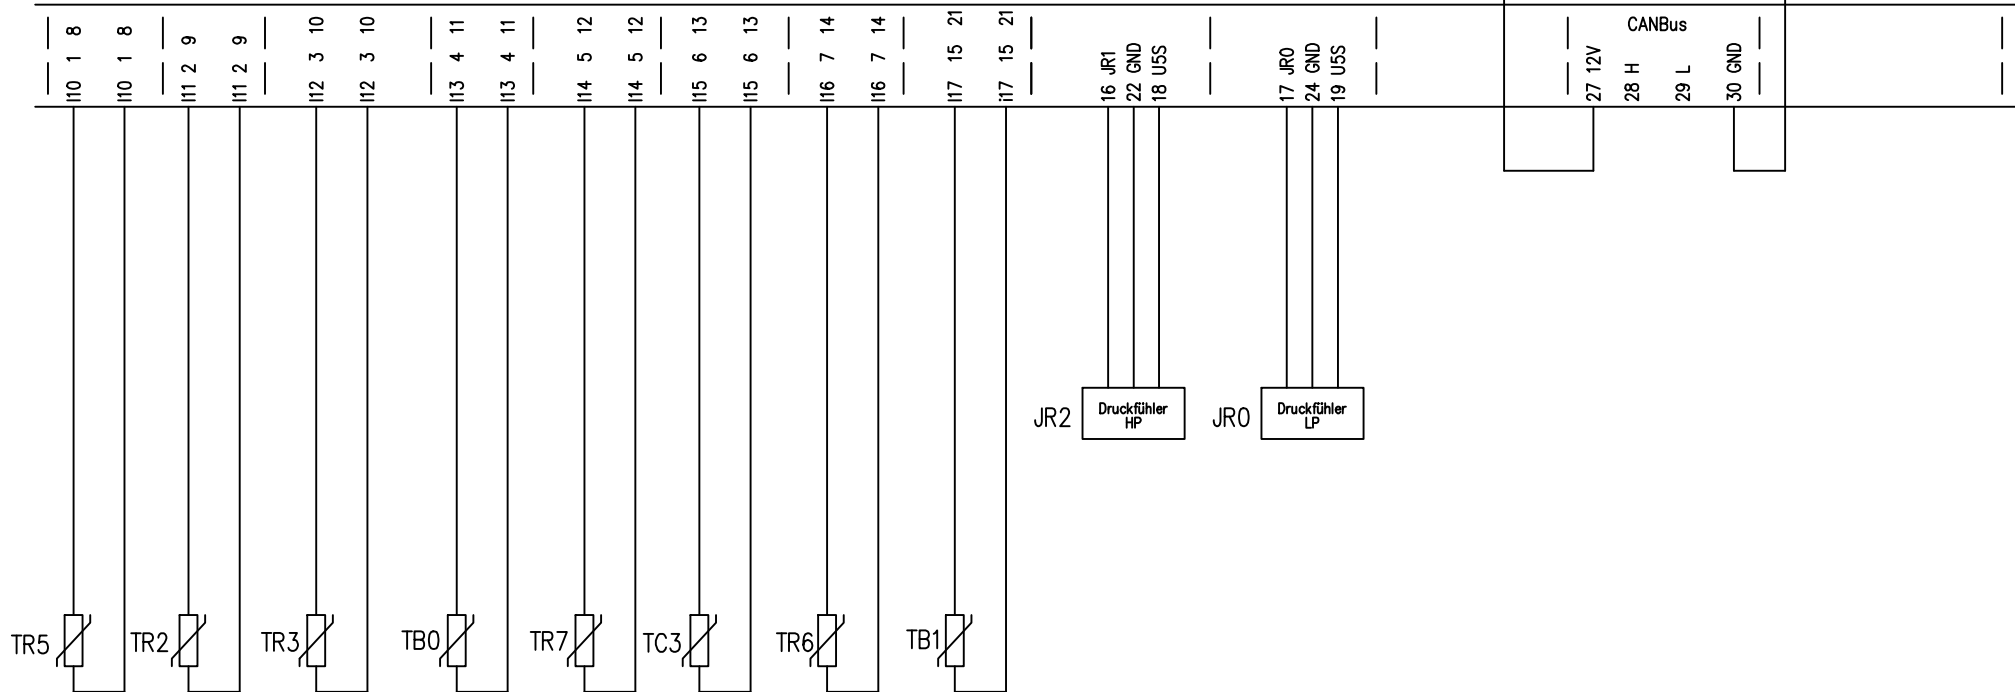 I10 1 8
I10 1 8
I11 2 9
I11 2 9
I12 3 10
I12 3 10
I13 4 11
I13 4 11
I14 5 12
I14 5 12
I15 6 13
I15 6 13
I16 7 14
I16 7 14
I17 15 21
i17 15 21
16 JR1
22 GND
18 U5S
17 JR0
24 GND
19 U5S
CANBus
27 12V
28 H
29 L
30 GND
JR2
Druckfühler
HP
JR0
Druckfühler
LP
TR5
TR2
TR3
TB0
TR7
TC3
TR6
TB1